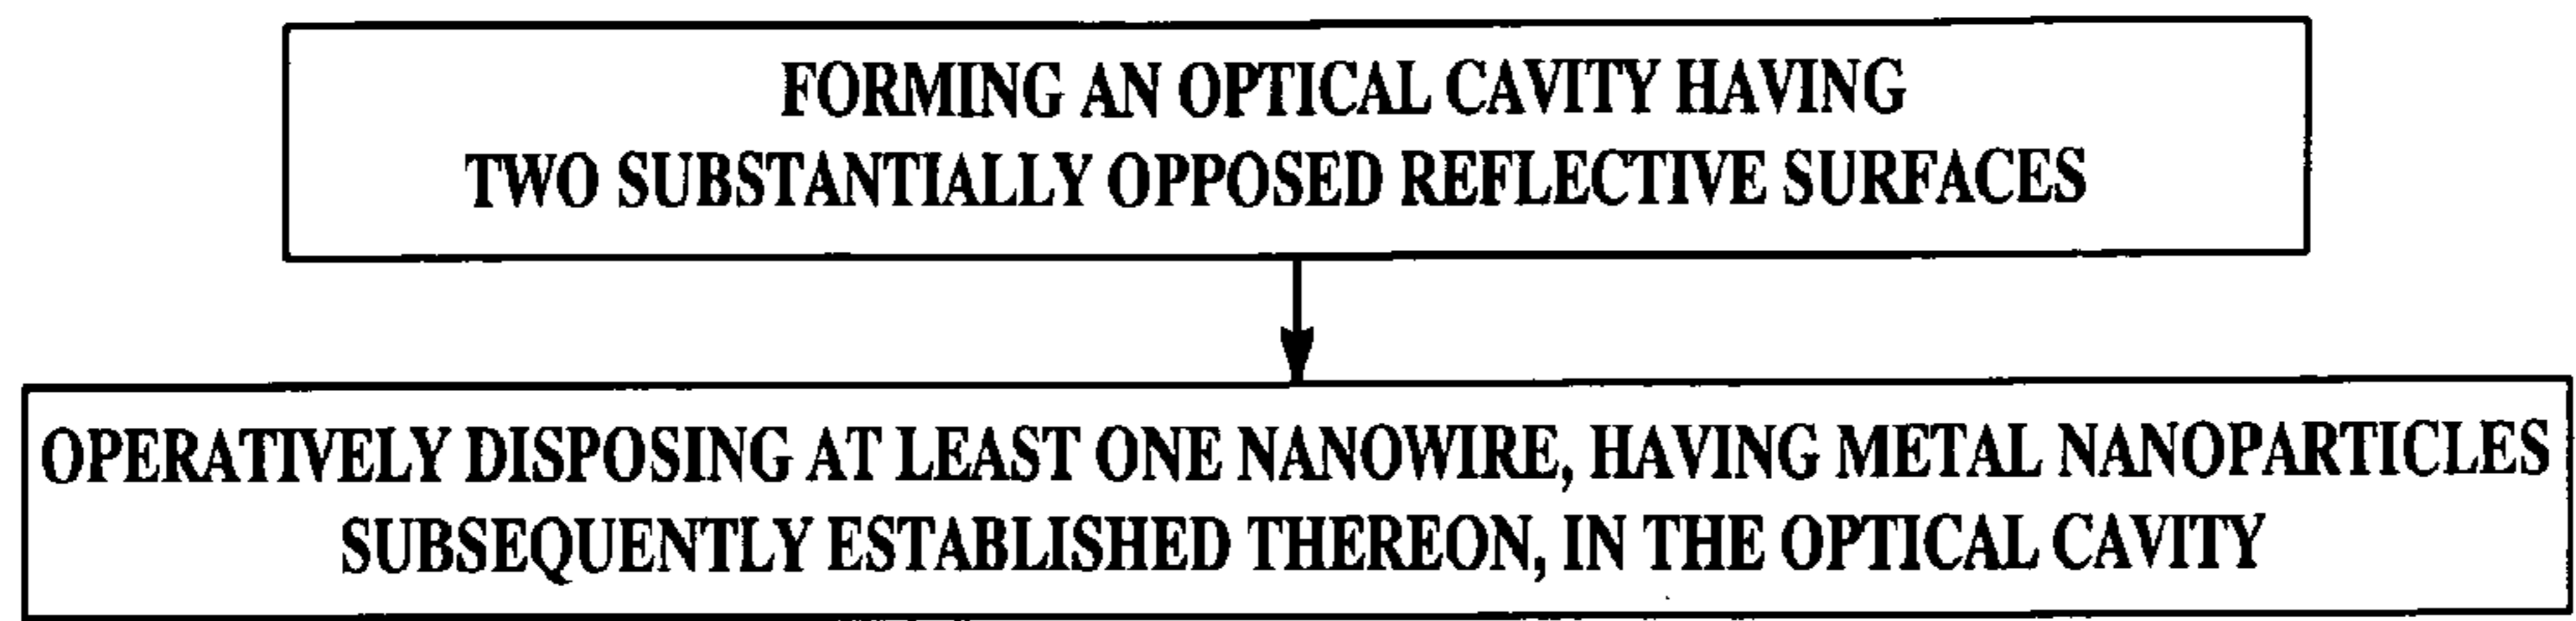 FORMING AN OPTICAL CAVITY HAVING
TWO SUBSTANTIALLY OPPOSED REFLECTIVE SURFACES
OPERATIVELY DISPOSING AT LEAST ONE NANOWIRE, HAVING METAL NANOPARTICLES
SUBSEQUENTLY ESTABLISHED THEREON, IN THE OPTICAL CAVITY